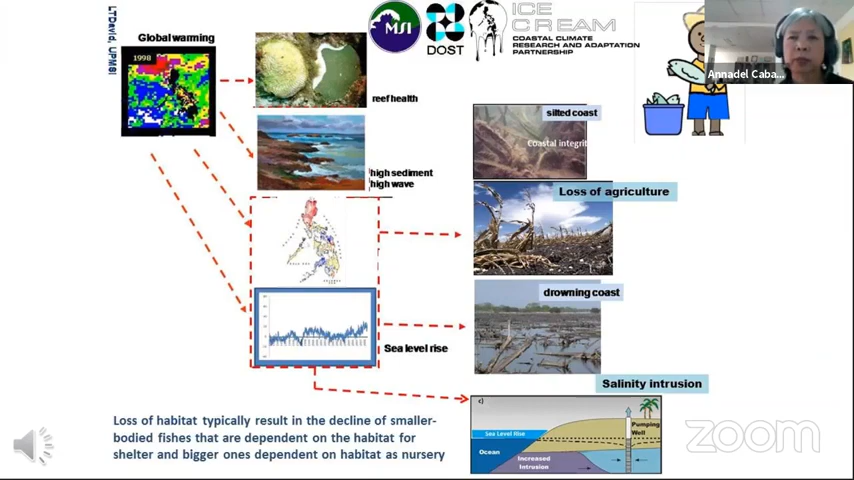 LTDavid, UPMSI
Global warming
1998
MSI
DOST
ICE
CREAM
COASTAL CLIMATE
RESEARCH AND ADAPTATION
PARTNERSHIP
Annadel Caba...
reef health
high sediment
high wave
silted coast
Coastal integrit
Loss of agriculture
drowning coast
Sea level rise
Salinity intrusion
c)
Sea Level Rise
Ocean
Increased
Intrusion
Pumping
Well
Loss of habitat typically result in the decline of smaller-
bodied fishes that are dependent on the habitat for
shelter and bigger ones dependent on habitat as nursery
zoom